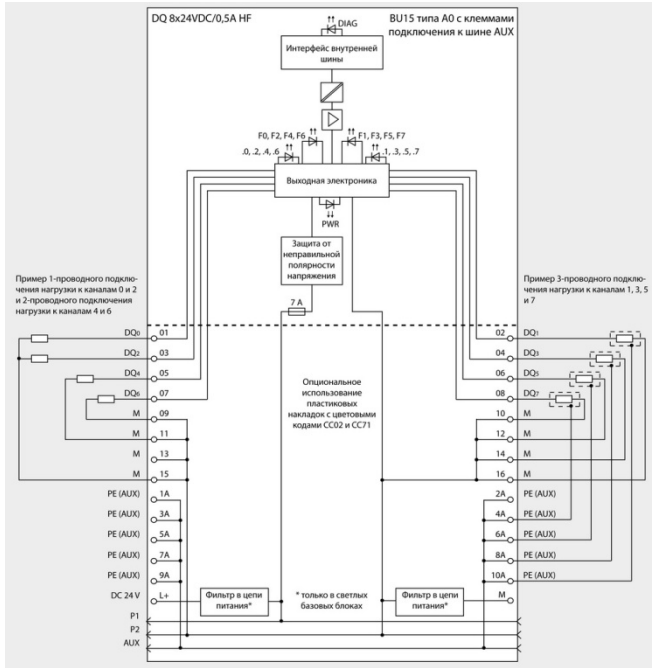 DQ 8x24VDC/0,5A HF
DIAG
BU15 типа A0 с клеммами
подключения к шине AUX
Интерфейс внутренней
шины
F0, F2, F4, F6
F1, F3, F5, F7
.0, .2, .4, .6
.1, .3, .5, .7
Выходная электроника
PWR
Защита от
неправильной
полярности
напряжения
7 A
Пример 1-проводного подклю-
чения нагрузки к каналам 0 и 2
и 2-проводного подключения
нагрузки к каналам 4 и 6
Пример 3-проводного подклю-
чения нагрузки к каналам 1, 3, 5
и 7
DQ0 01
DQ2 03
DQ4 05
DQ6 07
M 09
M 11
M 13
M 15
PE (AUX) 1A
PE (AUX) 3A
PE (AUX) 5A
PE (AUX) 7A
PE (AUX) 9A
DC 24 V L+
Опциональное
использование
пластиковых
накладок с цветовыми
кодами CC02 и CC71
02 DQ1
04 DQ3
06 DQ5
08 DQ7
10 M
12 M
14 M
16 M
2A PE (AUX)
4A PE (AUX)
6A PE (AUX)
8A PE (AUX)
10A PE (AUX)
M
Фильтр в цепи
питания*
* только в светлых
базовых блоках
Фильтр в цепи
питания*
P1
P2
AUX